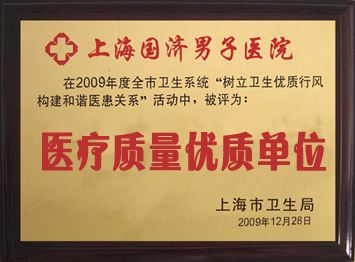 上海国济男子医院
在2009年度全市卫生系统“树立卫生优质行风
构建和谐医患关系”活动中，被评为：
医疗质量优质单位
上海市卫生局
2009年12月28日